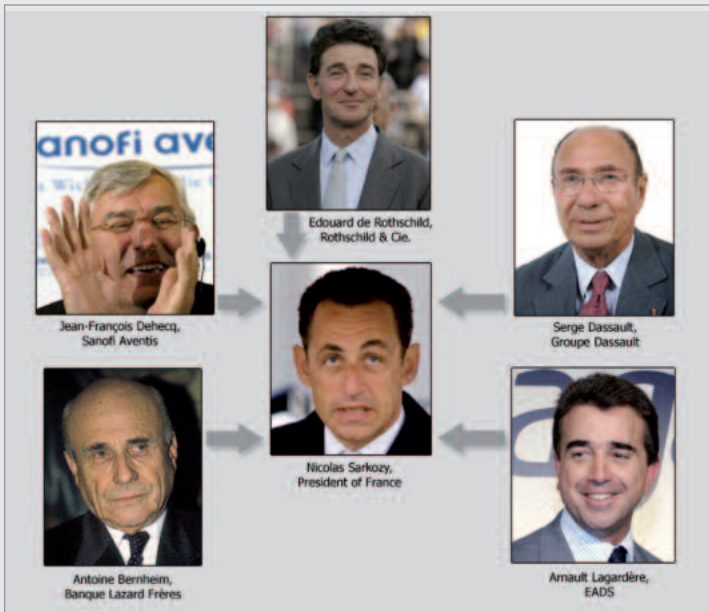 Edouard de Rothschild,
Rothschild & Cie.
anofi ave
Jean-François Dehecq,
Sanofi Aventis
Serge Dassault,
Groupe Dassault
Nicolas Sarkozy,
President of France
Antoine Bernheim,
Banque Lazard Frères
Arnault Lagardère,
EADS